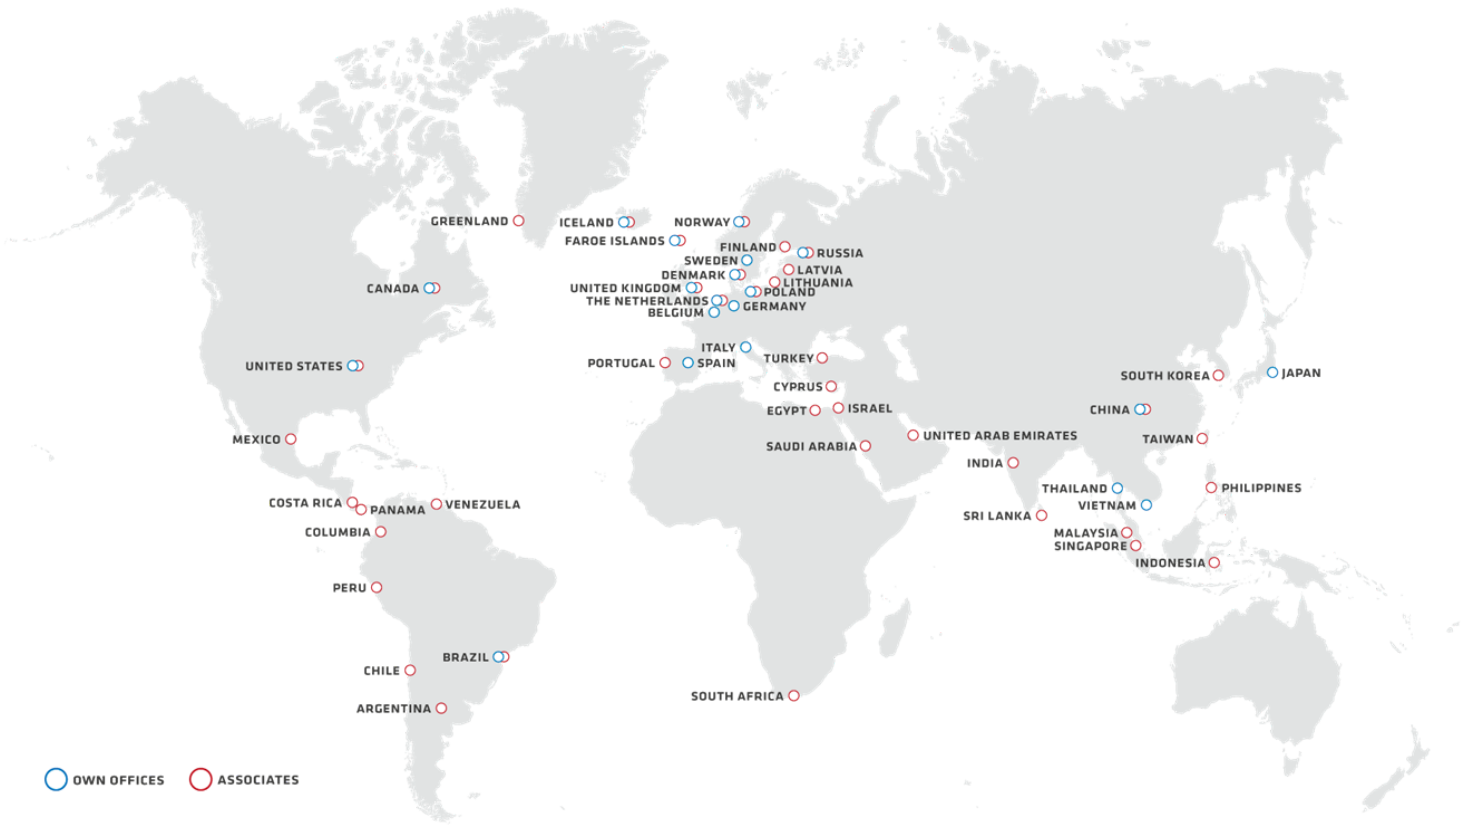 GREENLAND
ICELAND
NORWAY
FAROE ISLANDS
FINLAND
RUSSIA
SWEDEN
LATVIA
DENMARK
LITHUANIA
CANADA
UNITED KINGDOM
POLAND
THE NETHERLANDS
GERMANY
BELGIUM
ITALY
TURKEY
UNITED STATES
PORTUGAL
SPAIN
SOUTH KOREA
JAPAN
CYPRUS
EGYPT
ISRAEL
CHINA
MEXICO
SAUDI ARABIA
UNITED ARAB EMIRATES
TAIWAN
INDIA
THAILAND
PHILIPPINES
COSTA RICA
PANAMA
VENEZUELA
VIETNAM
SRI LANKA
COLUMBIA
MALAYSIA
SINGAPORE
INDONESIA
PERU
BRAZIL
CHILE
SOUTH AFRICA
ARGENTINA
OWN OFFICES
ASSOCIATES